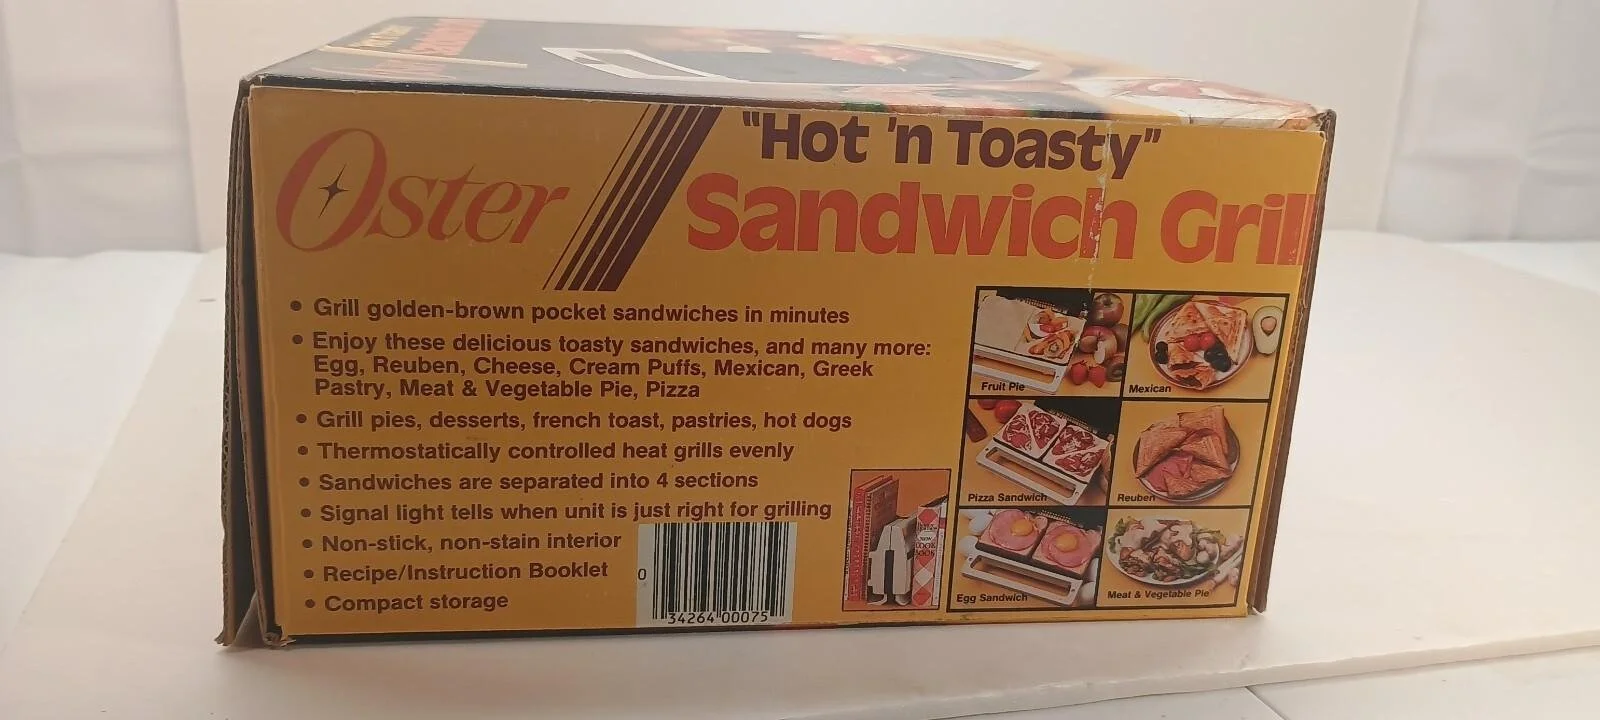 Oster
"Hot 'n Toasty"
Sandwich Grill
• Grill golden-brown pocket sandwiches in minutes
• Enjoy these delicious toasty sandwiches, and many more:
Egg, Reuben, Cheese, Cream Puffs, Mexican, Greek
Pastry, Meat & Vegetable Pie, Pizza
• Grill pies, desserts, french toast, pastries, hot dogs
• Thermostatically controlled heat grills evenly
• Sandwiches are separated into 4 sections
• Signal light tells when unit is just right for grilling
• Non-stick, non-stain interior
• Recipe/Instruction Booklet
• Compact storage
0
34264 00075
NEW
COOK
BOOK
Fruit Pie
Mexican
Pizza Sandwich
Reuben
Egg Sandwich
Meat & Vegetable Pie